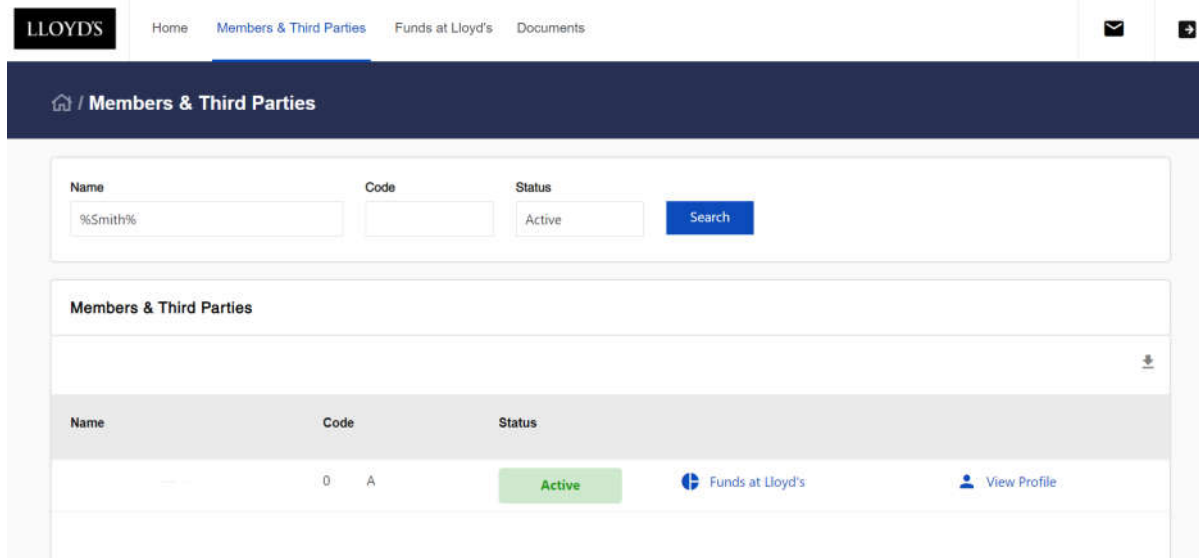 LLOYD'S Home Members & Third Parties Funds at Lloyd's Documents
/ Members & Third Parties
Name Code Status
%Smith% Active Search
Members & Third Parties
Name Code Status
0 A Active Funds at Lloyd's View Profile